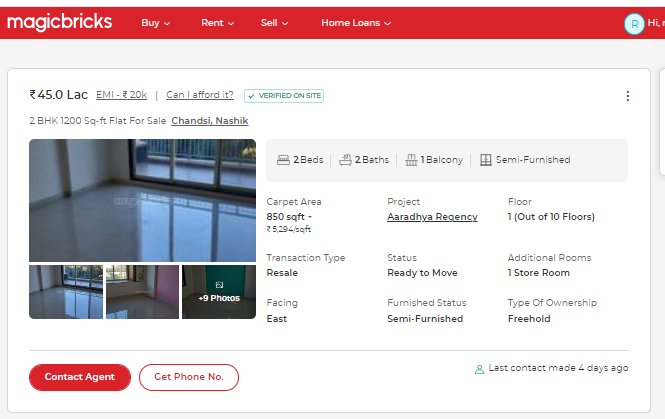 magicbricks Buy Rent Sell Home Loans R Hi,
₹45.0 Lac EMI - ₹ 20k | Can I afford it? VERIFIED ON SITE
2 BHK 1200 Sq-ft Flat For Sale Chandsi, Nashik
2 Beds 2 Baths 1 Balcony Semi-Furnished
Carpet Area Project Floor
850 sqft Aaradhya Regency 1 (Out of 10 Floors)
₹5,294/sqft
Transaction Type Status Additional Rooms
Resale Ready to Move 1 Store Room
+9 Photos
Facing Furnished Status Type Of Ownership
East Semi-Furnished Freehold
Last contact made 4 days ago
Contact Agent Get Phone No.